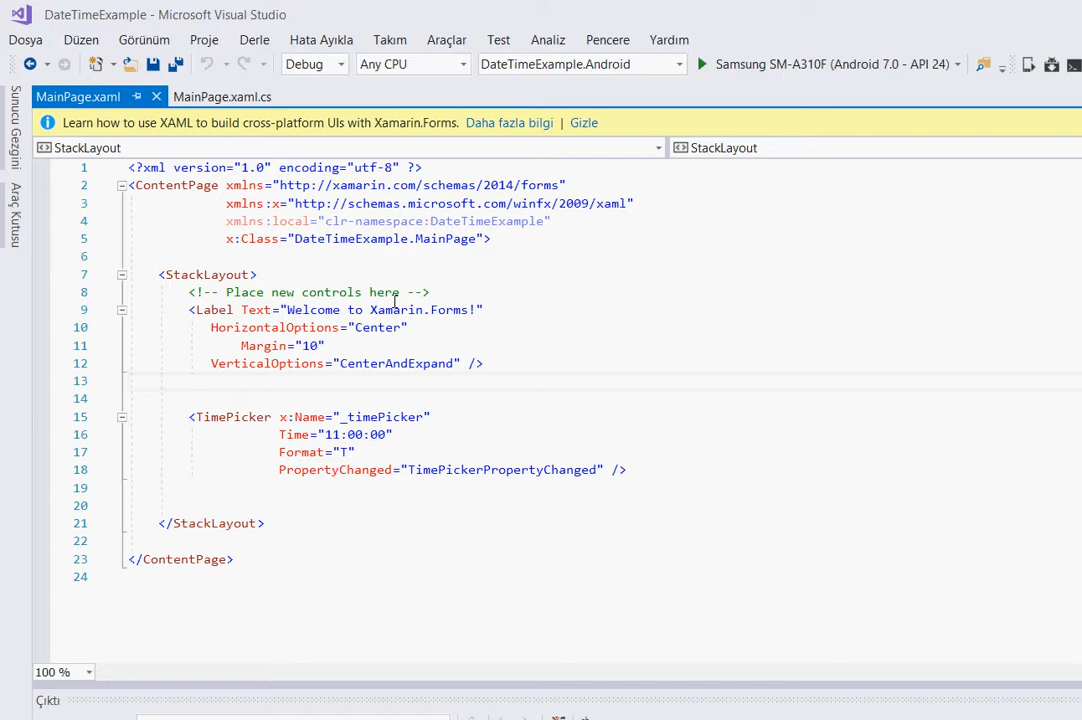 DateTimeExample - Microsoft Visual Studio
Dosya Düzen Görünüm Proje Derle Hata Ayıkla Takım Araçlar Test Analiz Pencere Yardım
Debug Any CPU DateTimeExample.Android Samsung SM-A310F (Android 7.0 - API 24)
Sunucu Gezgini
Araç Kutusu
MainPage.xaml MainPage.xaml.cs
Learn how to use XAML to build cross-platform UIs with Xamarin.Forms. Daha fazla bilgi | Gizle
StackLayout StackLayout
1 <?xml version="1.0" encoding="utf-8" ?>
2 <ContentPage xmlns="http://xamarin.com/schemas/2014/forms"
3 xmlns:x="http://schemas.microsoft.com/winfx/2009/xaml"
4 xmlns:local="clr-namespace:DateTimeExample"
5 x:Class="DateTimeExample.MainPage">
6
7 <StackLayout>
8 <!-- Place new controls here -->
9 <Label Text="Welcome to Xamarin.Forms!"
10 HorizontalOptions="Center"
11 Margin="10"
12 VerticalOptions="CenterAndExpand" />
13
14
15 <TimePicker x:Name="_timePicker"
16 Time="11:00:00"
17 Format="T"
18 PropertyChanged="TimePickerPropertyChanged" />
19
20
21 </StackLayout>
22
23 </ContentPage>
24
100 %
Çıktı